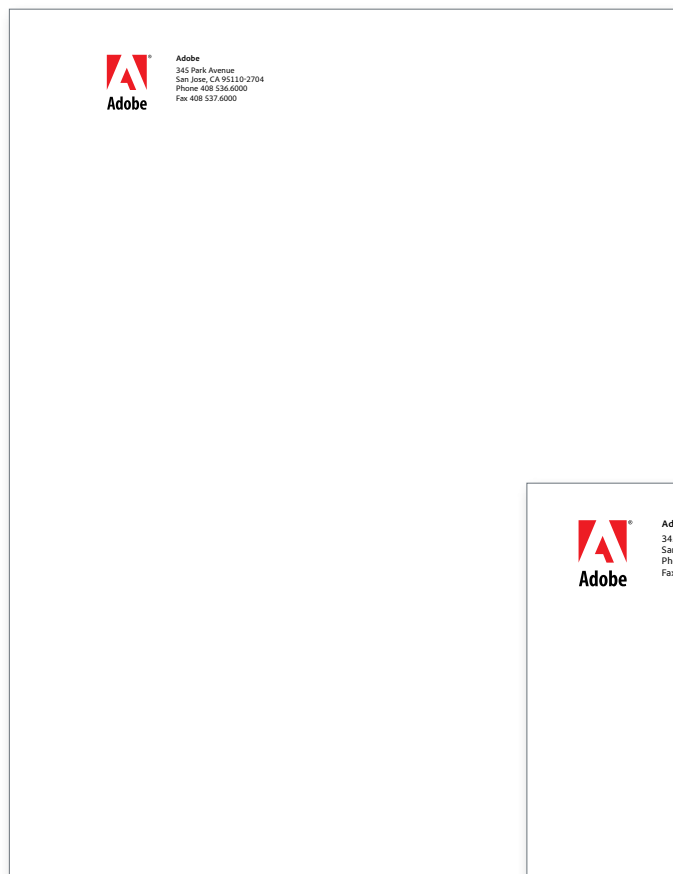 Adobe
345 Park Avenue
San Jose, CA 95110-2704
Phone 408 536.6000
Fax 408 537.6000
Adobe
Adobe